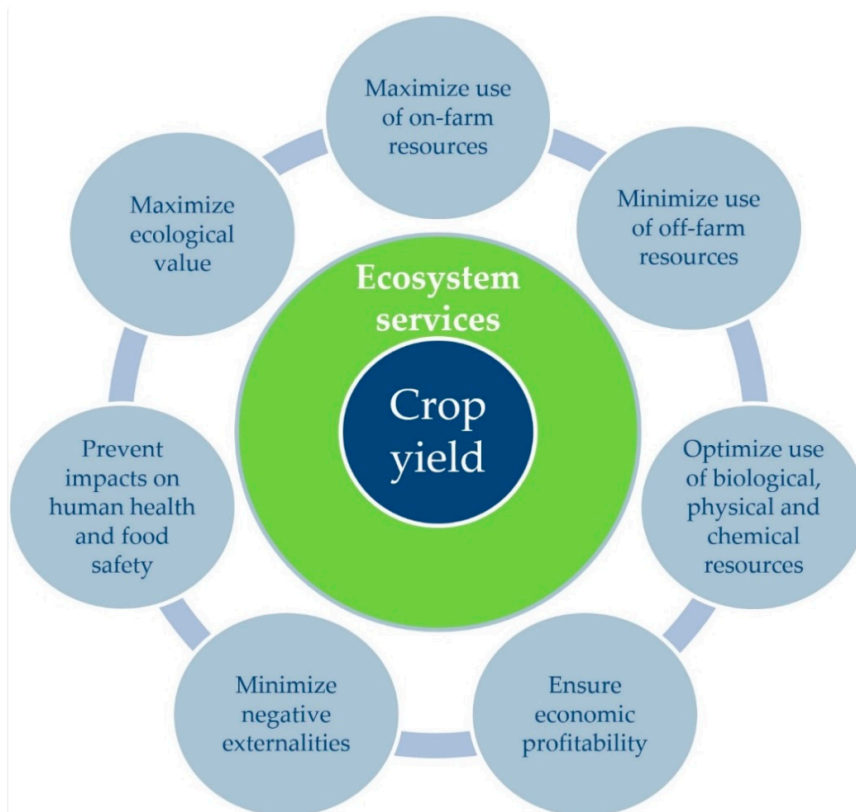 Maximize use
of on-farm
resources
Minimize use
of off-farm
resources
Optimize use
of biological,
physical and
chemical
resources
Ensure
economic
profitability
Minimize
negative
externalities
Prevent
impacts on
human health
and food
safety
Maximize
ecological
value
Ecosystem
services
Crop
yield